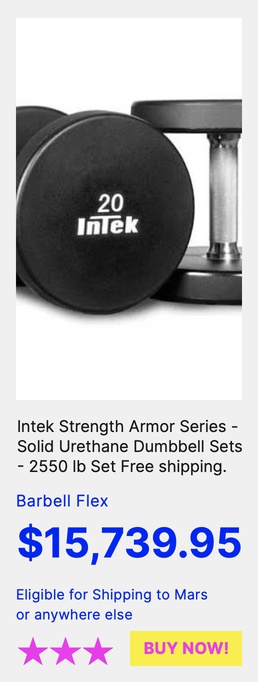 20
InTek
Intek Strength Armor Series -
Solid Urethane Dumbbell Sets
- 2550 lb Set Free shipping.
Barbell Flex
$15,739.95
Eligible for Shipping to Mars
or anywhere else
BUY NOW!